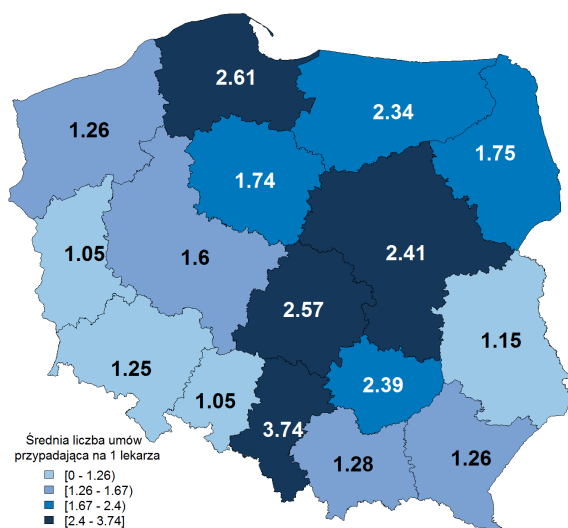 2.61
2.34
1.26
1.75
1.74
2.41
1.05
1.6
2.57
1.15
1.25
2.39
1.05
3.74
1.28
1.26
Średnia liczba umów
przypadająca na 1 lekarza
[0 - 1.26)
[1.26 - 1.67)
[1.67 - 2.4)
[2.4 - 3.74]